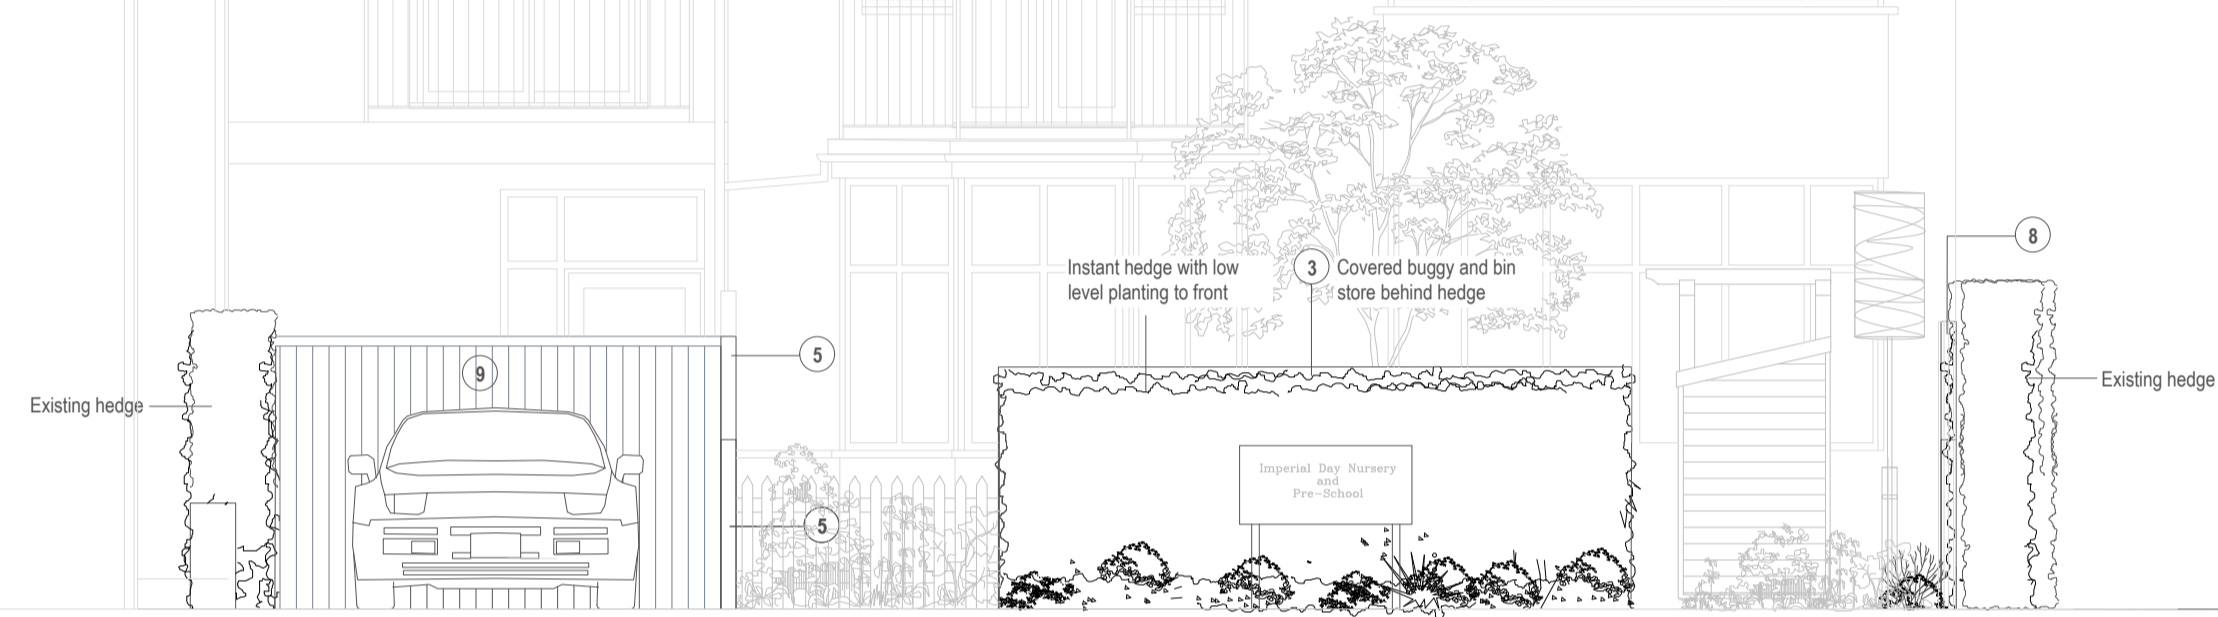 8
Instant hedge with low
level planting to front
3
Covered buggy and bin
store behind hedge
5
9
Existing hedge
Existing hedge
Imperial Day Nursery
and
Pre-School
5